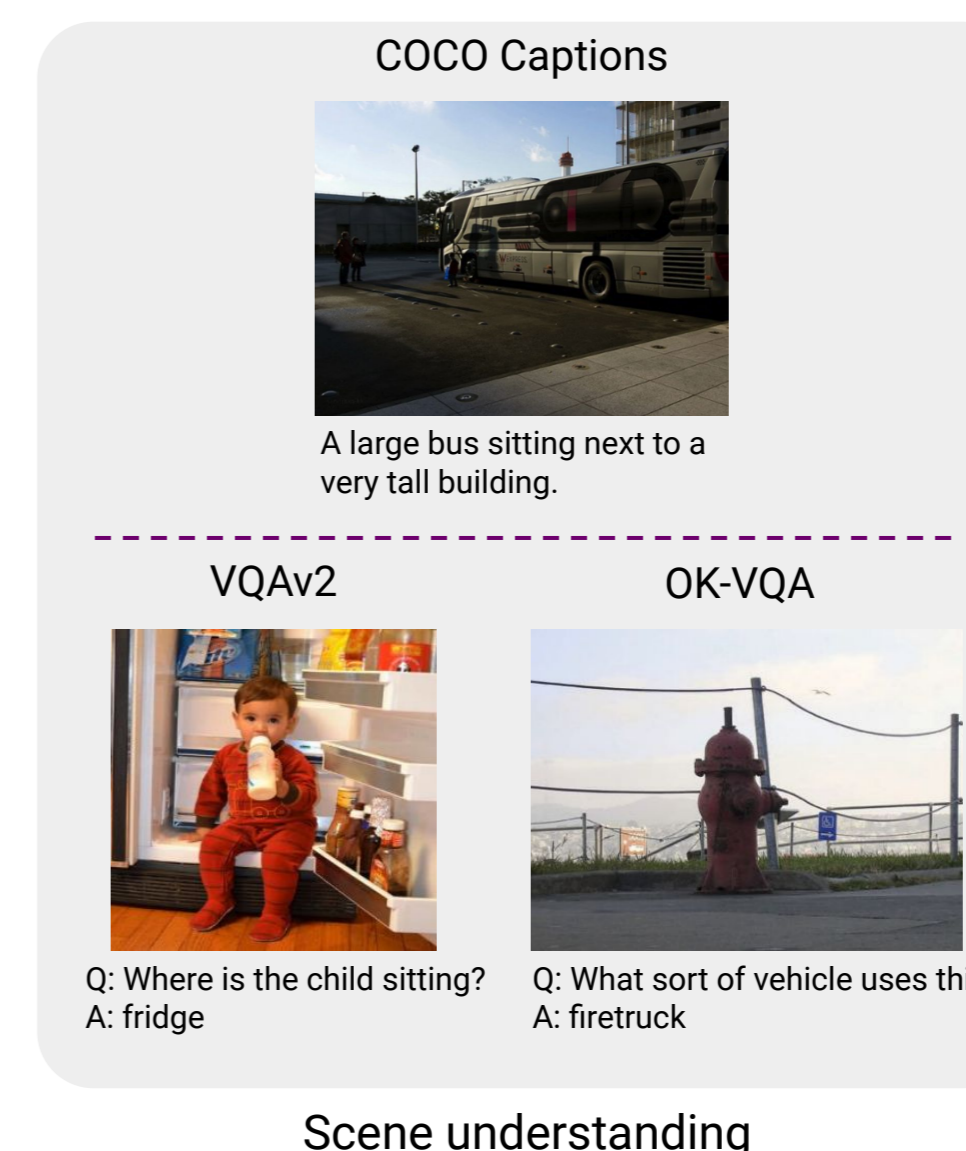 COCO Captions
A large bus sitting next to a
very tall building.
VQAv2
OK-VQA
Q: Where is the child sitting?
A: fridge
Q: What sort of vehicle uses thi
A: firetruck
Scene understanding